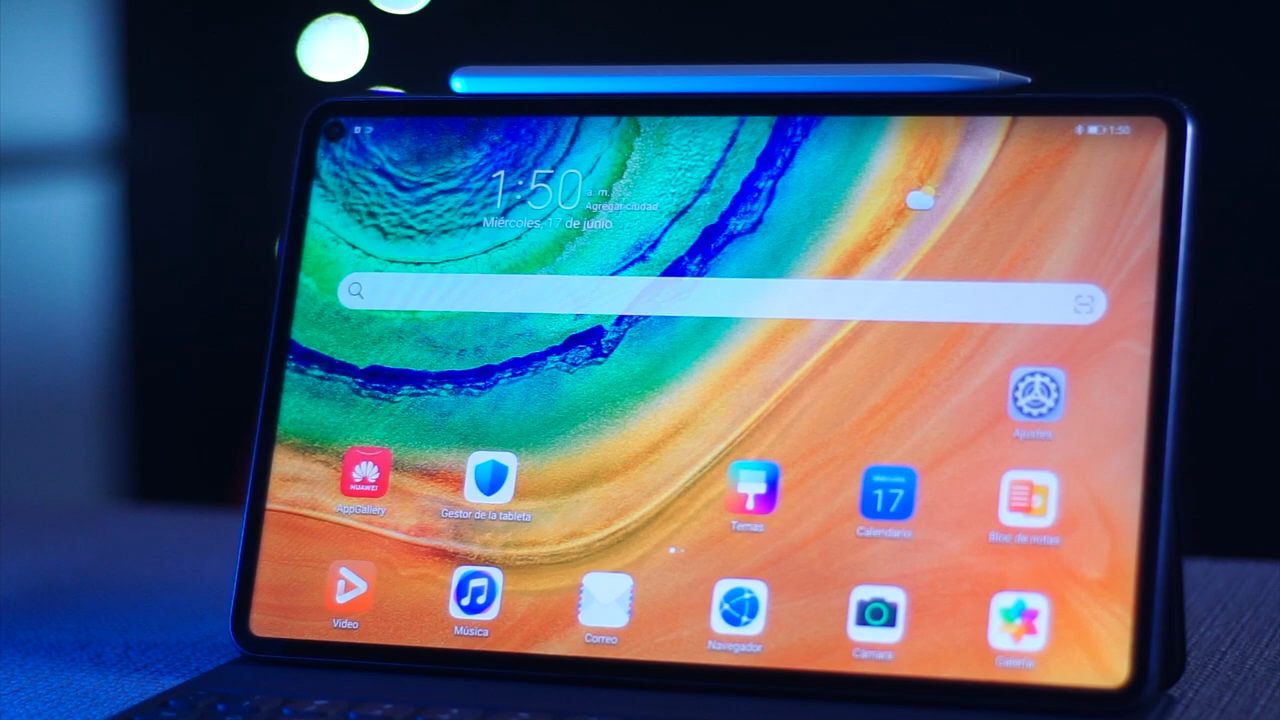 1:50
1:50 a. m.
Agregar ciudad
Miércoles, 17 de junio
Ajustes
HUAWEI
AppGallery
Gestor de la tableta
Temas
17
Calendario
Bloc de notas
Video
Música
Correo
Navegador
Cámara
Galería